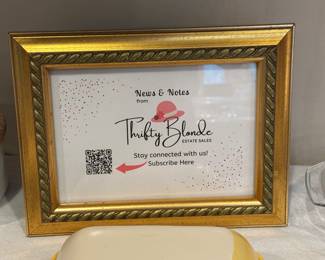 News & Notes
from
Thrifty Blonde
ESTATE SALES
Stay connected with us!
Subscribe Here